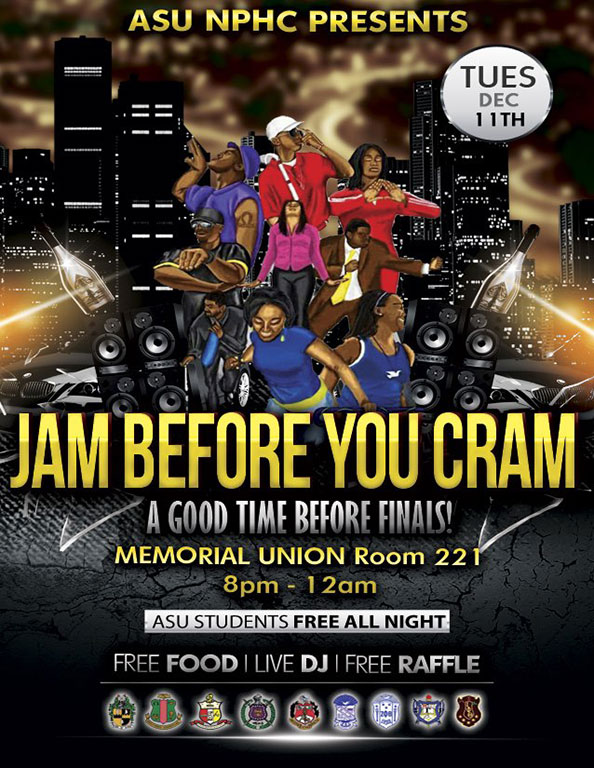 ASU NPHC PRESENTS
TUES
DEC
11TH
JAM BEFORE YOU CRAM
A GOOD TIME BEFORE FINALS!
MEMORIAL UNION Room 221
8pm - 12am
ASU STUDENTS FREE ALL NIGHT
FREE FOOD | LIVE DJ | FREE RAFFLE